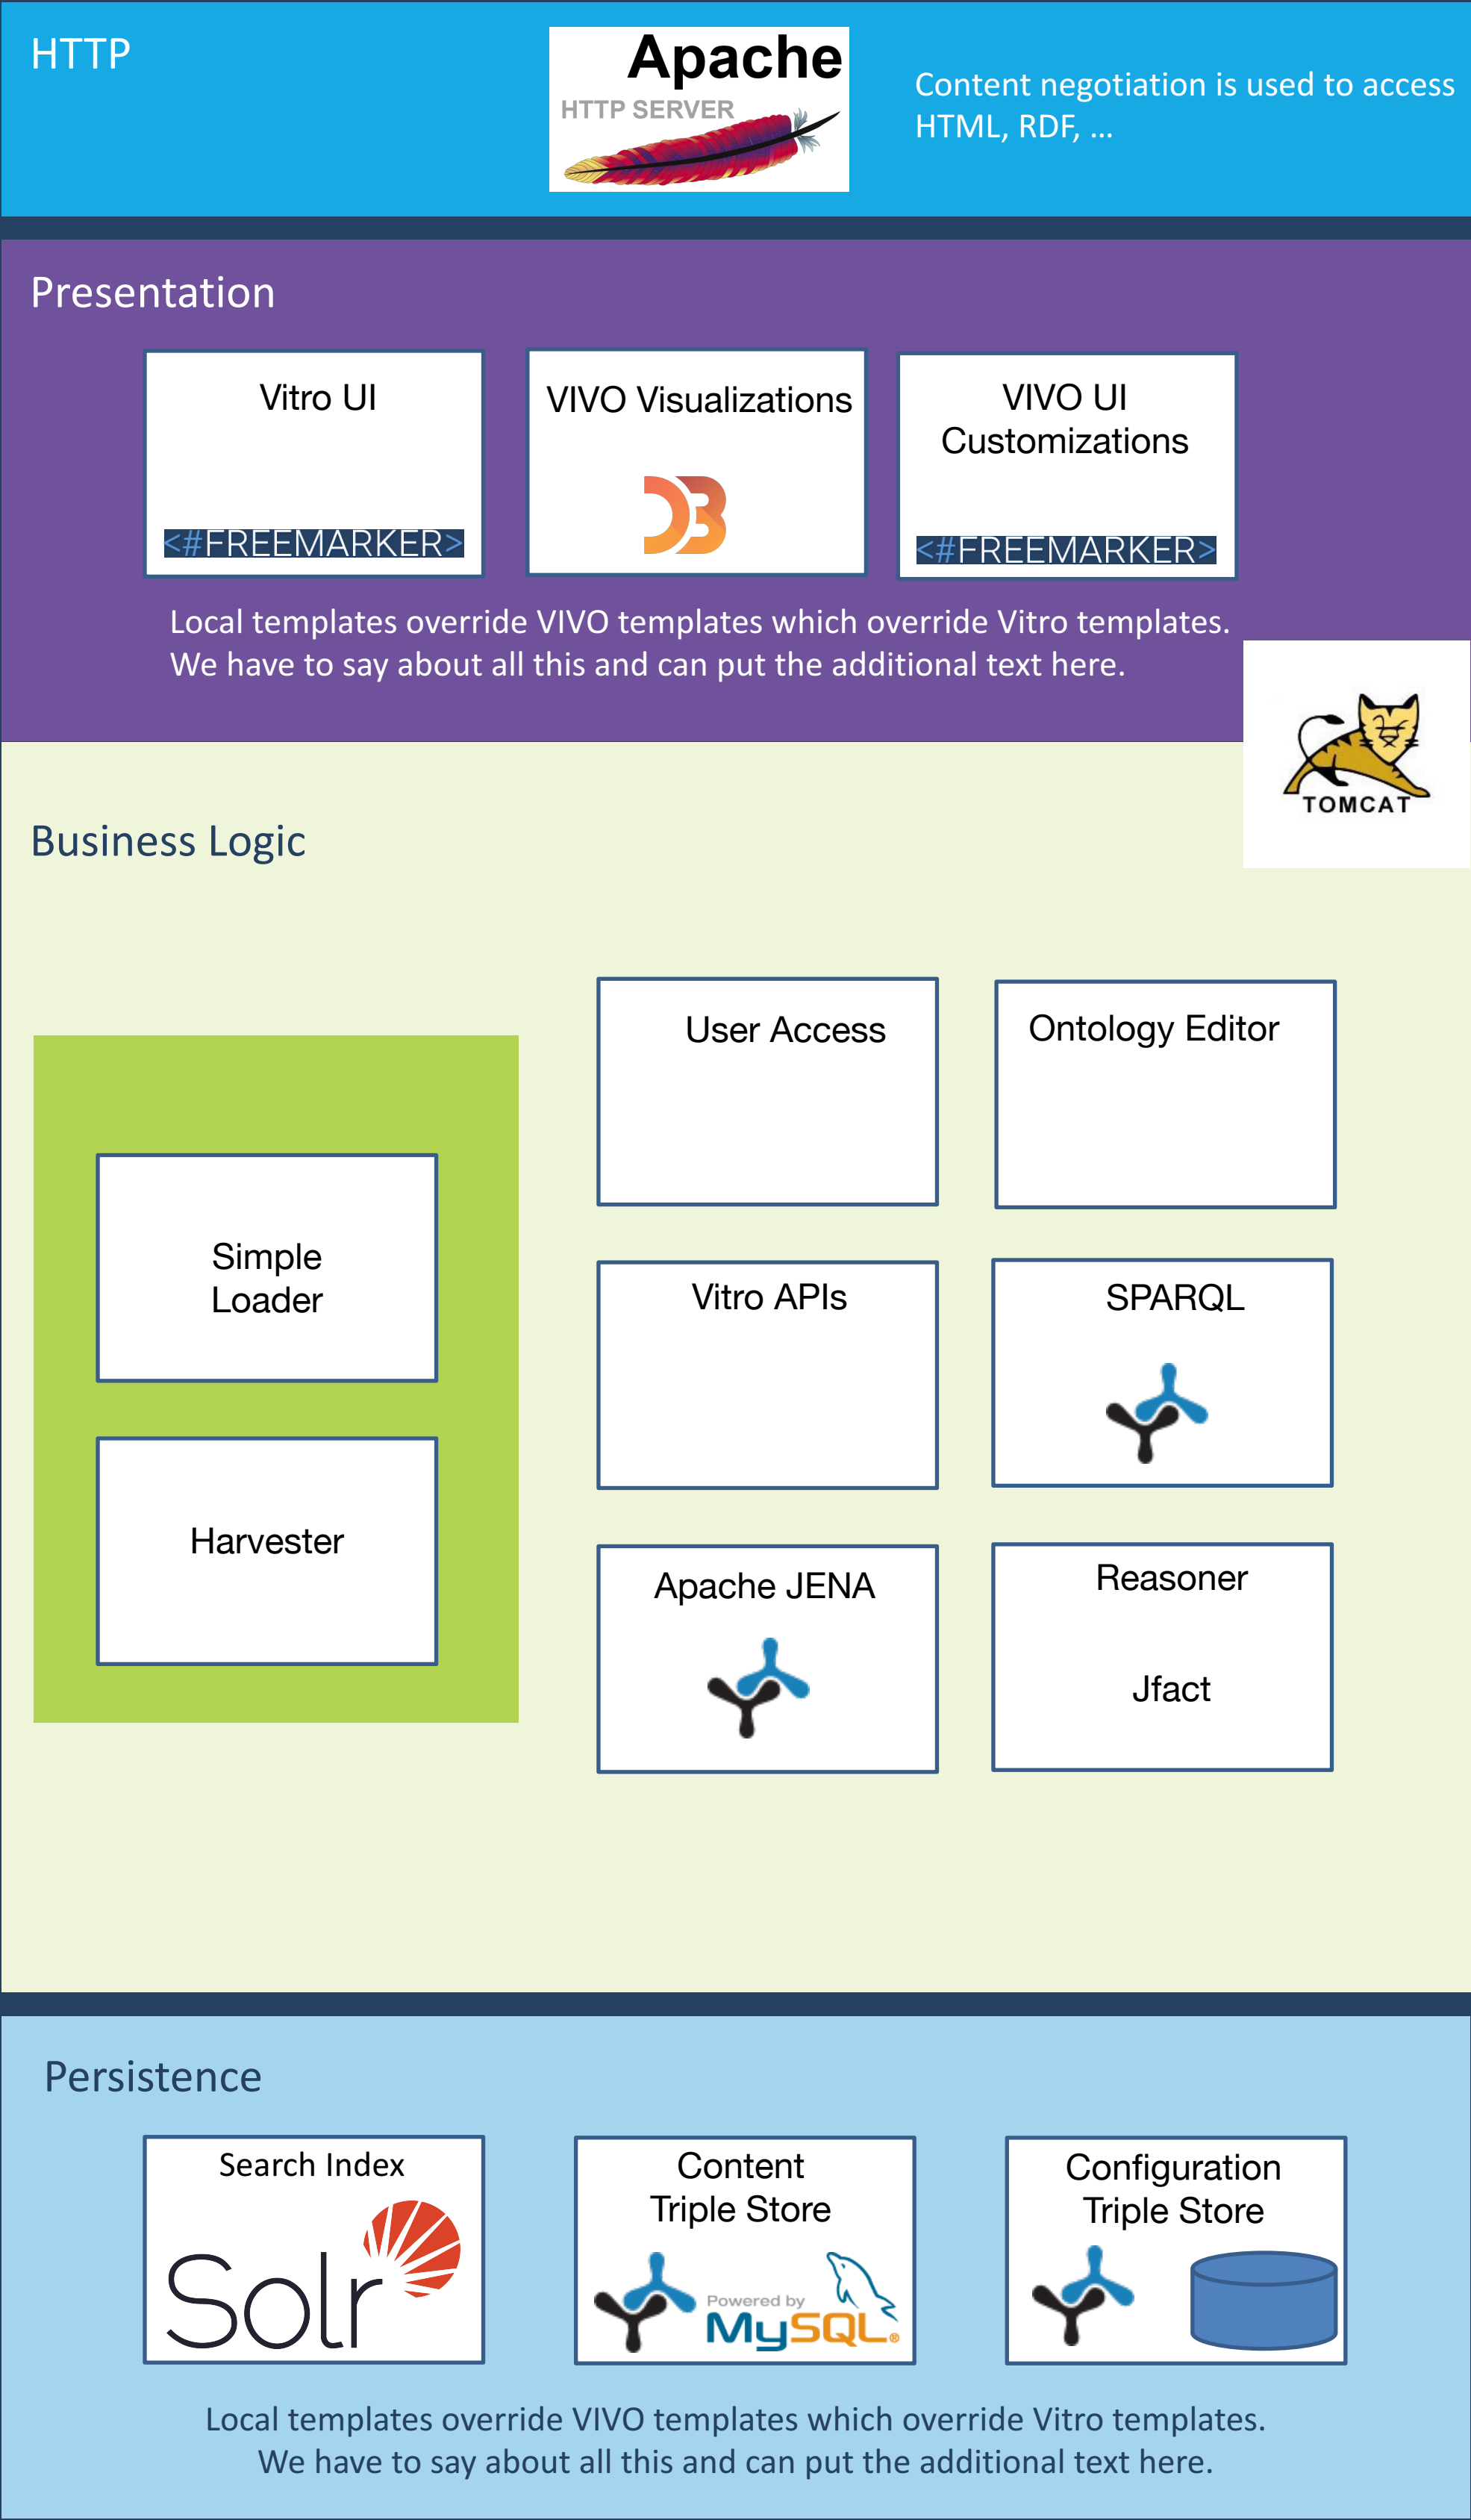 HTTP
Apache
HTTP SERVER
Content negotiation is used to access
HTML, RDF, ...
Presentation
Vitro UI
<#FREEMARKER>
VIVO Visualizations
D3
VIVO UI
Customizations
<#FREEMARKER>
Local templates override VIVO templates which override Vitro templates.
We have to say about all this and can put the additional text here.
TOMCAT
Business Logic
Simple
Loader
Harvester
User Access
Ontology Editor
Vitro APIs
SPARQL
Apache JENA
Reasoner
Jfact
Persistence
Search Index
Solr
Content
Triple Store
Powered by
MySQL®
Configuration
Triple Store
Local templates override VIVO templates which override Vitro templates.
We have to say about all this and can put the additional text here.